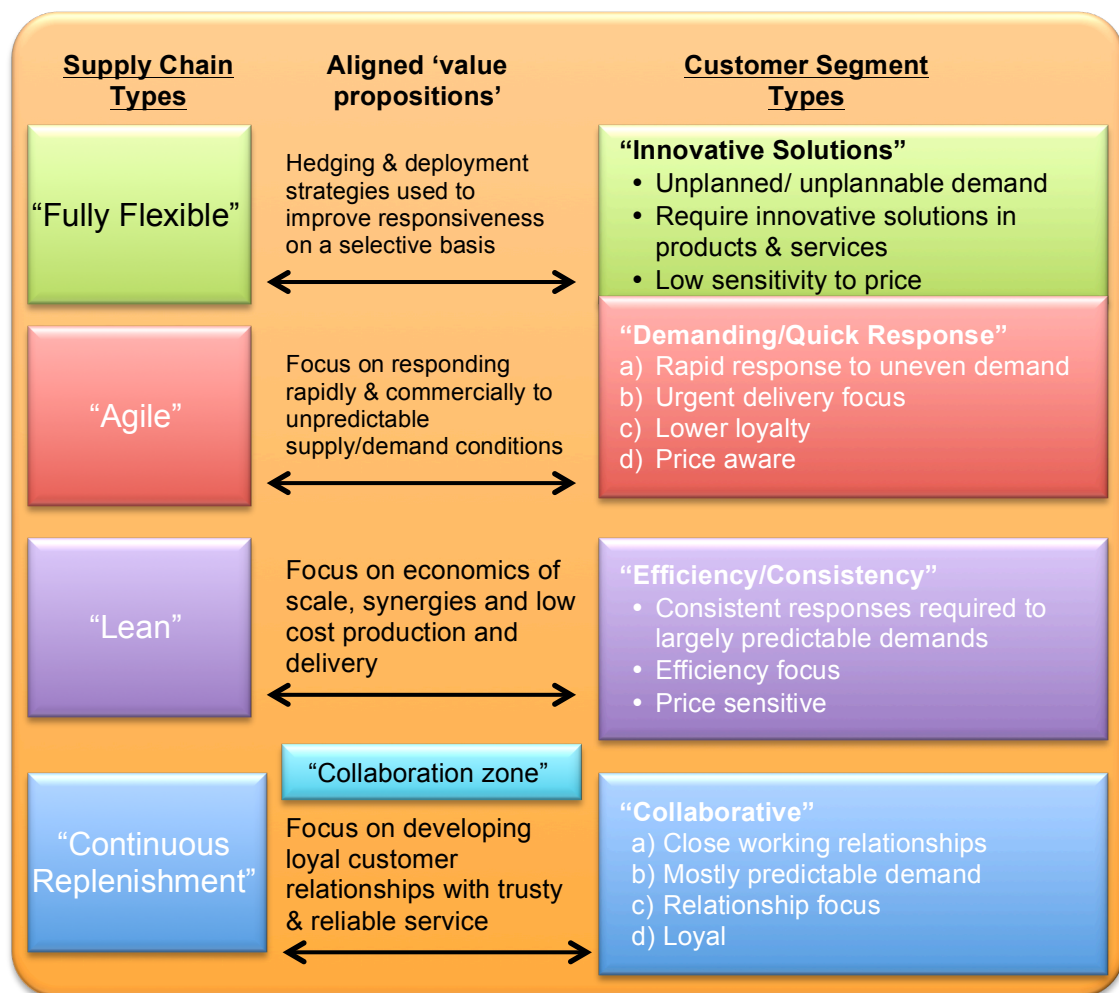 Supply Chain
Types
Aligned ‘value
propositions’
Customer Segment
Types
“Fully Flexible”
Hedging & deployment
strategies used to
improve responsiveness
on a selective basis
“Innovative Solutions”
• Unplanned/ unplannable demand
• Require innovative solutions in
products & services
• Low sensitivity to price
“Agile”
Focus on responding
rapidly & commercially to
unpredictable
supply/demand conditions
“Demanding/Quick Response”
a) Rapid response to uneven demand
b) Urgent delivery focus
c) Lower loyalty
d) Price aware
“Lean”
Focus on economics of
scale, synergies and low
cost production and
delivery
“Efficiency/Consistency”
• Consistent responses required to
largely predictable demands
• Efficiency focus
• Price sensitive
“Collaboration zone”
“Continuous
Replenishment”
Focus on developing
loyal customer
relationships with trusty
& reliable service
“Collaborative”
a) Close working relationships
b) Mostly predictable demand
c) Relationship focus
d) Loyal